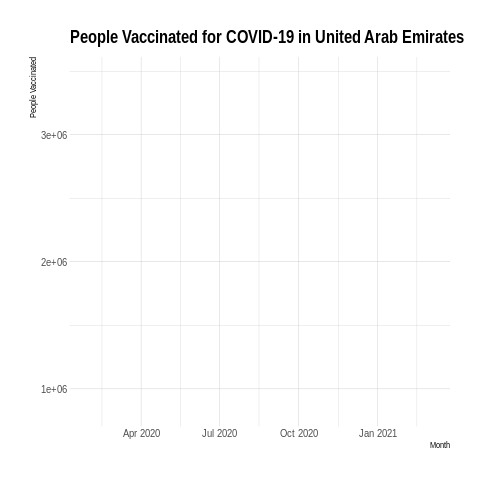 People Vaccinated for COVID-19 in United Arab Emirates
People Vaccinated
3e+06
2e+06
1e+06
Apr 2020
Jul 2020
Oct 2020
Jan 2021
Month